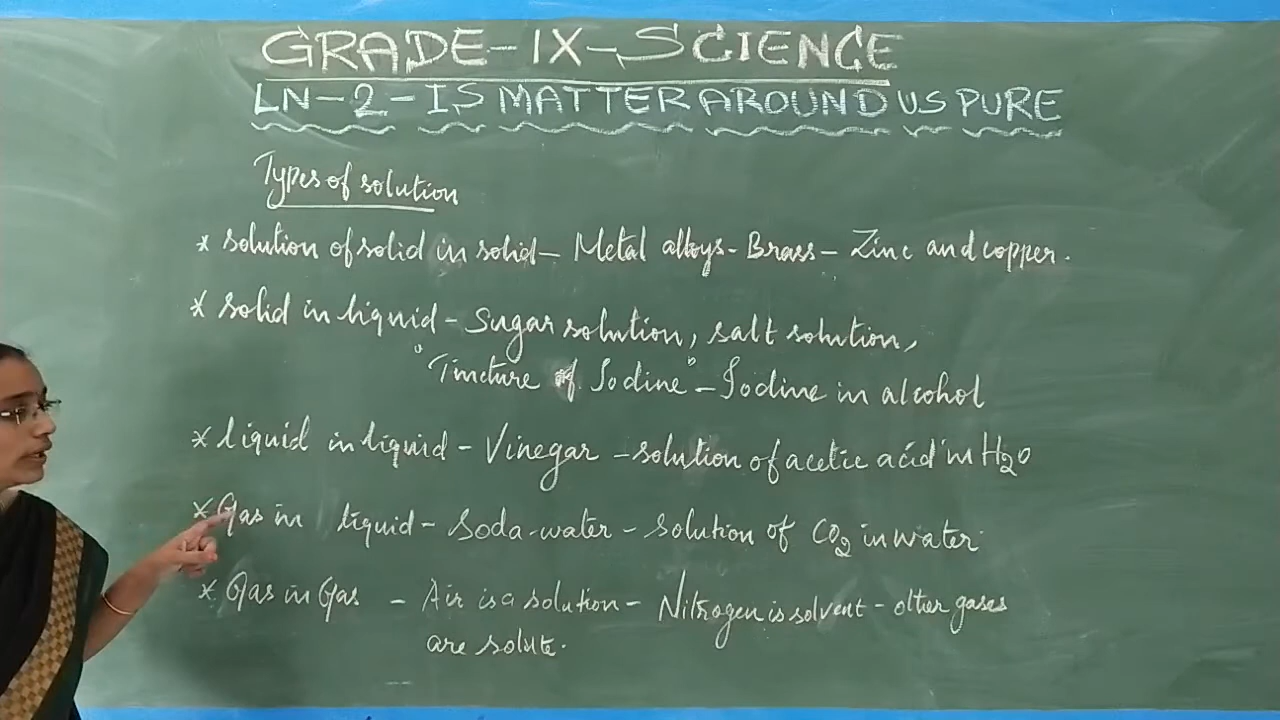 GRADE-IX-SCIENCE
LN-2-IS MATTER AROUND US PURE
Types of solution
* solution of solid in solid - Metal alloys - Brass - Zinc and copper.
* solid in liquid - Sugar solution, salt solution,
"Tincture of Iodine" - Iodine in alcohol
* liquid in liquid - Vinegar - solution of acetic acid in H2O
* Gas in liquid - soda-water - solution of CO2 in water.
* Gas in Gas - Air is a solution - Nitrogen is solvent - other gases
are solute.